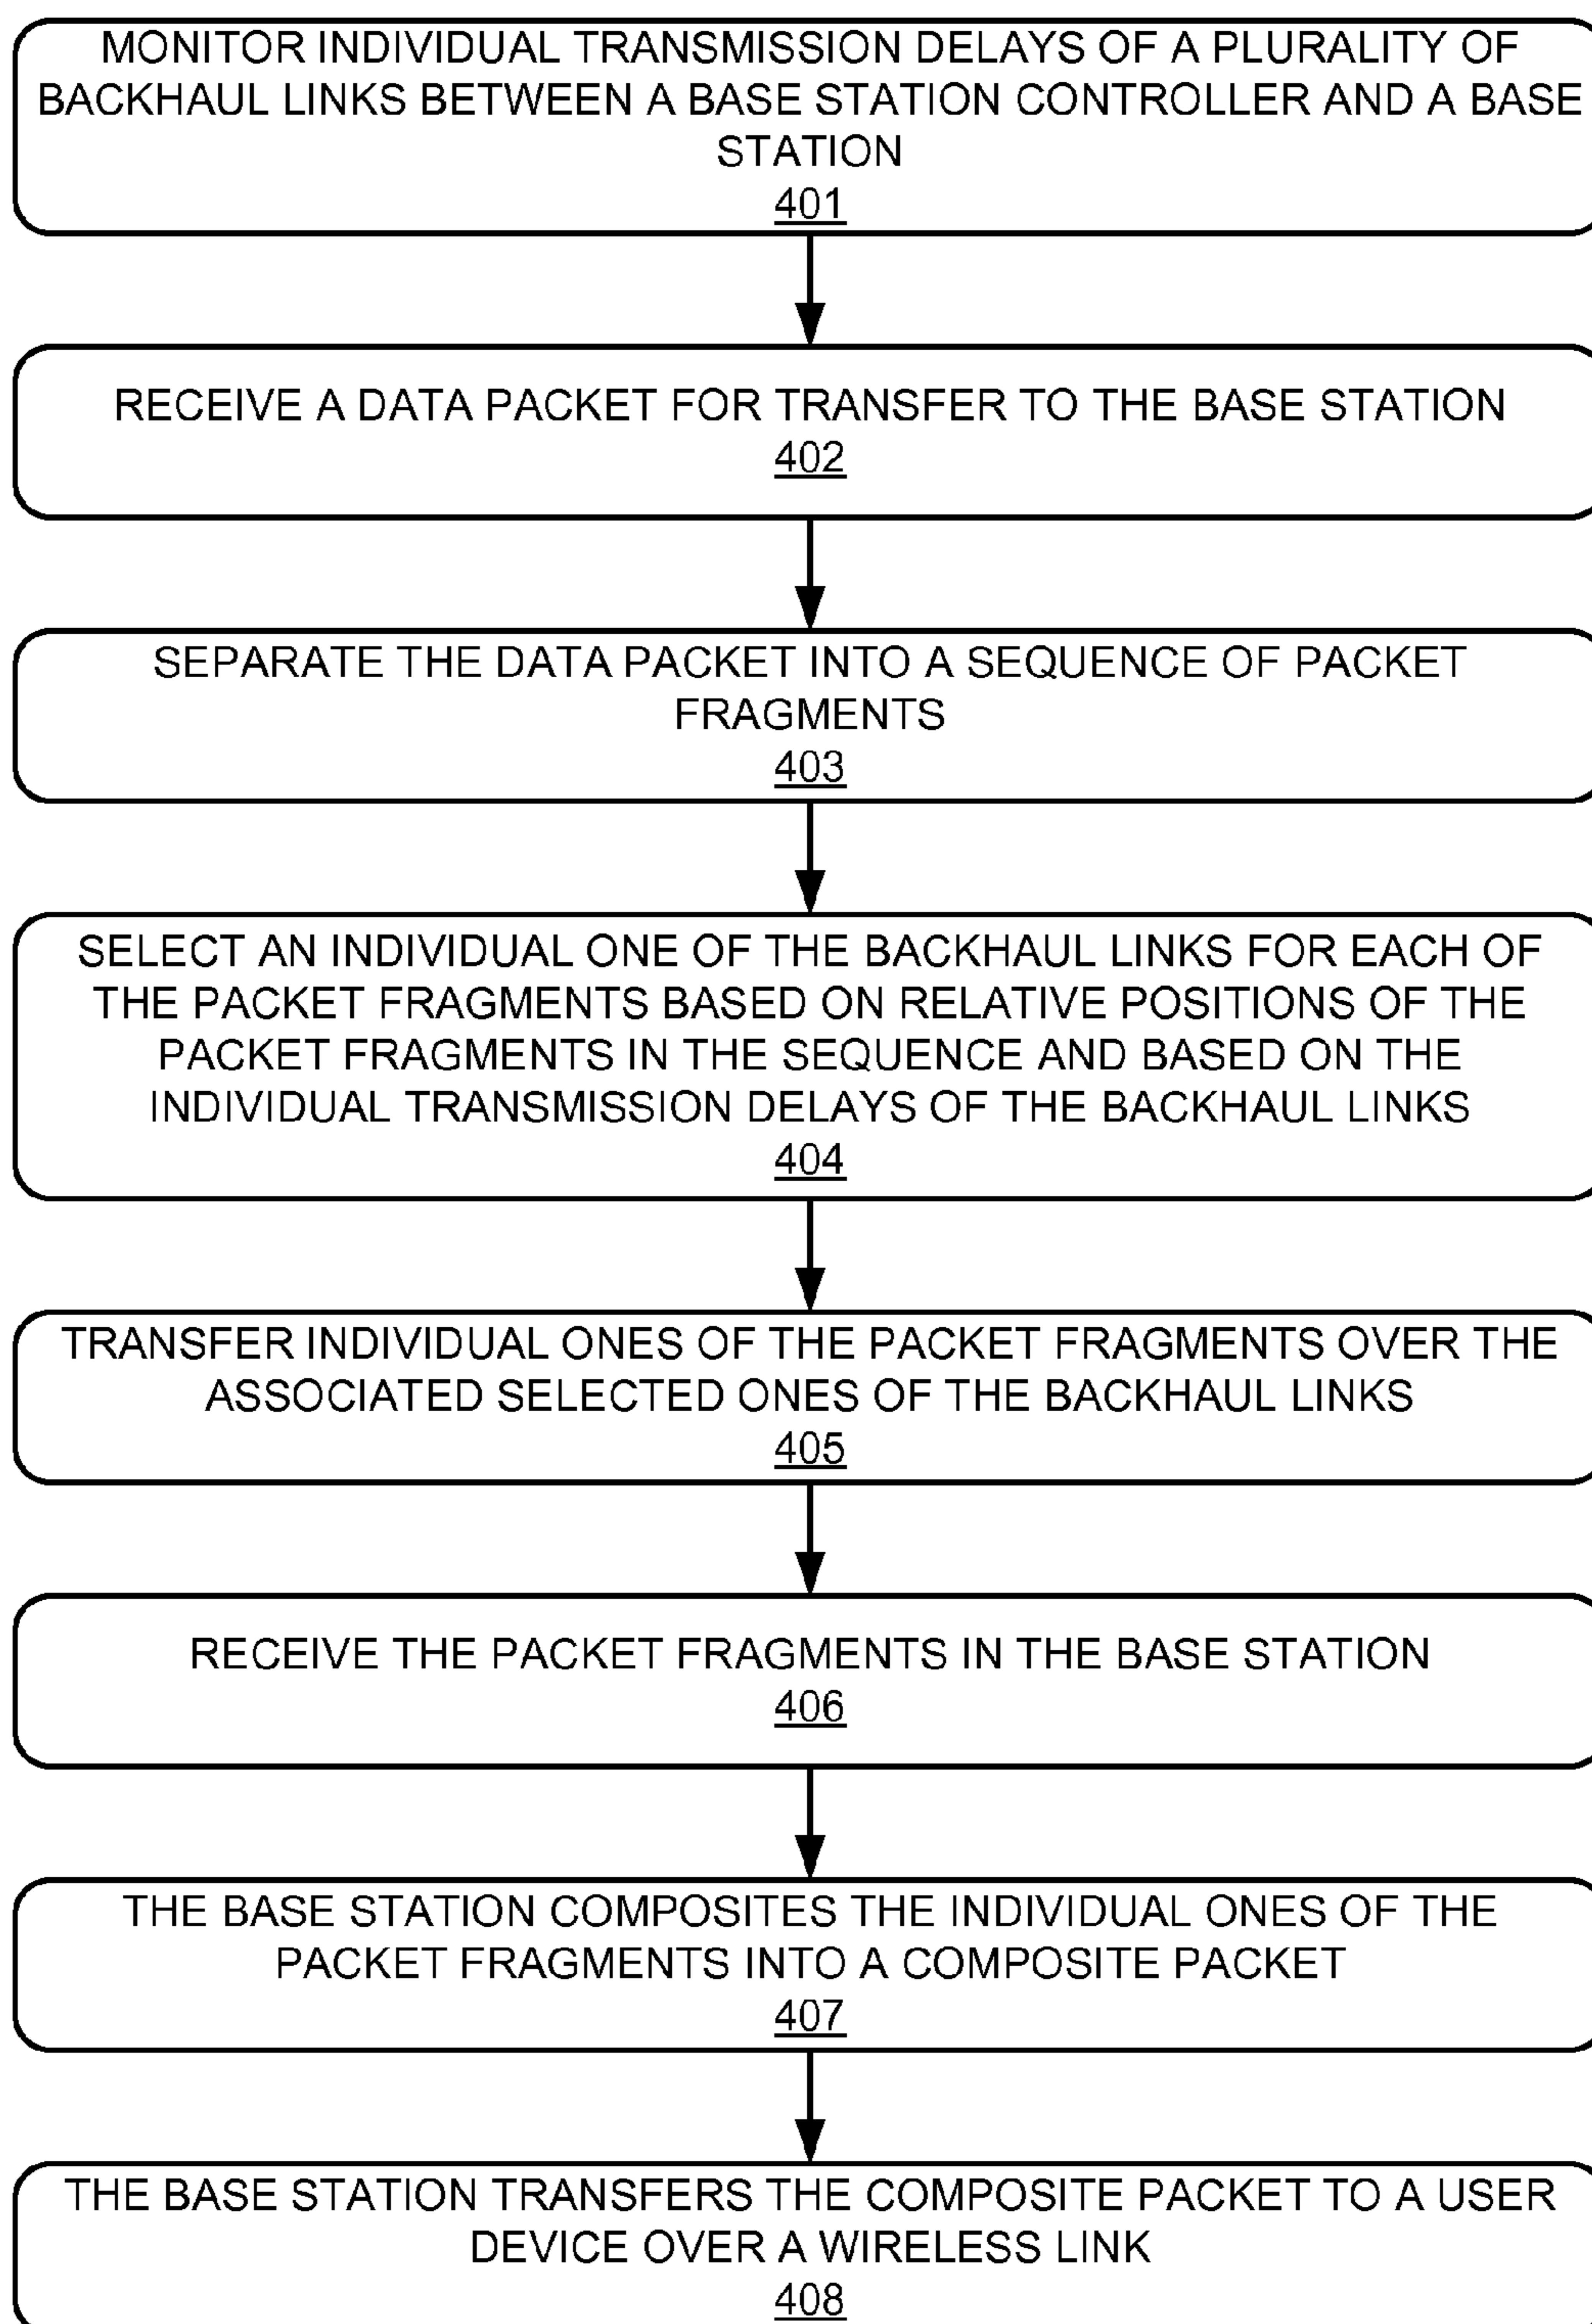 MONITOR INDIVIDUAL TRANSMISSION DELAYS OF A PLURALITY OF
BACKHAUL LINKS BETWEEN A BASE STATION CONTROLLER AND A BASE
STATION
401
RECEIVE A DATA PACKET FOR TRANSFER TO THE BASE STATION
402
SEPARATE THE DATA PACKET INTO A SEQUENCE OF PACKET
FRAGMENTS
403
SELECT AN INDIVIDUAL ONE OF THE BACKHAUL LINKS FOR EACH OF
THE PACKET FRAGMENTS BASED ON RELATIVE POSITIONS OF THE
PACKET FRAGMENTS IN THE SEQUENCE AND BASED ON THE
INDIVIDUAL TRANSMISSION DELAYS OF THE BACKHAUL LINKS
404
TRANSFER INDIVIDUAL ONES OF THE PACKET FRAGMENTS OVER THE
ASSOCIATED SELECTED ONES OF THE BACKHAUL LINKS
405
RECEIVE THE PACKET FRAGMENTS IN THE BASE STATION
406
THE BASE STATION COMPOSITES THE INDIVIDUAL ONES OF THE
PACKET FRAGMENTS INTO A COMPOSITE PACKET
407
THE BASE STATION TRANSFERS THE COMPOSITE PACKET TO A USER
DEVICE OVER A WIRELESS LINK
408